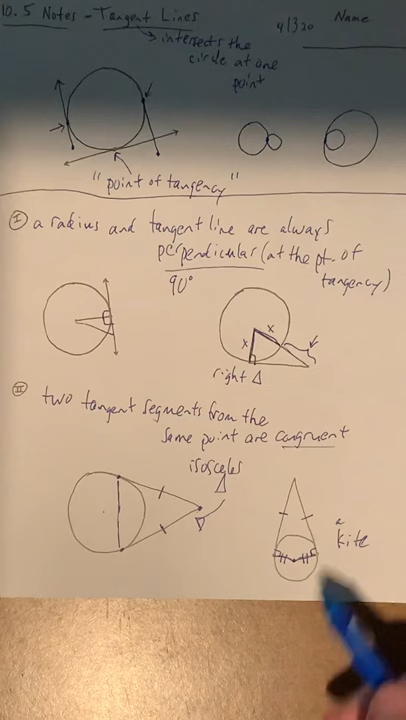 10.5 Notes - Tangent Lines
4/3 20
Name
→ intersects the
circle at one
point
"point of tangency"
I a radius and tangent line are always
perpendicular (at the pt. of
tangency)
90°
x
x
right Δ
II two tangent segments from the
same point are congruent
isosceles
Δ
a
kite